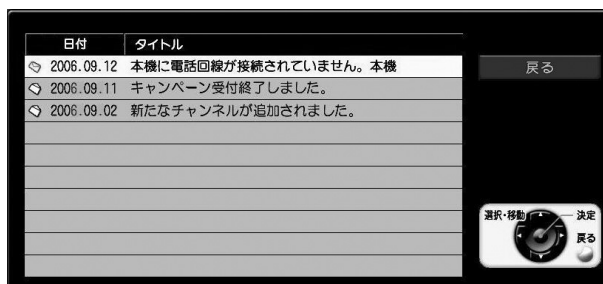 日付 タイトル
2006.09.12 本機に電話回線が接続されていません。本機
2006.09.11 キャンペーン受付終了しました。
2006.09.02 新たなチャンネルが追加されました。
戻る
選択・移動 決定
戻る